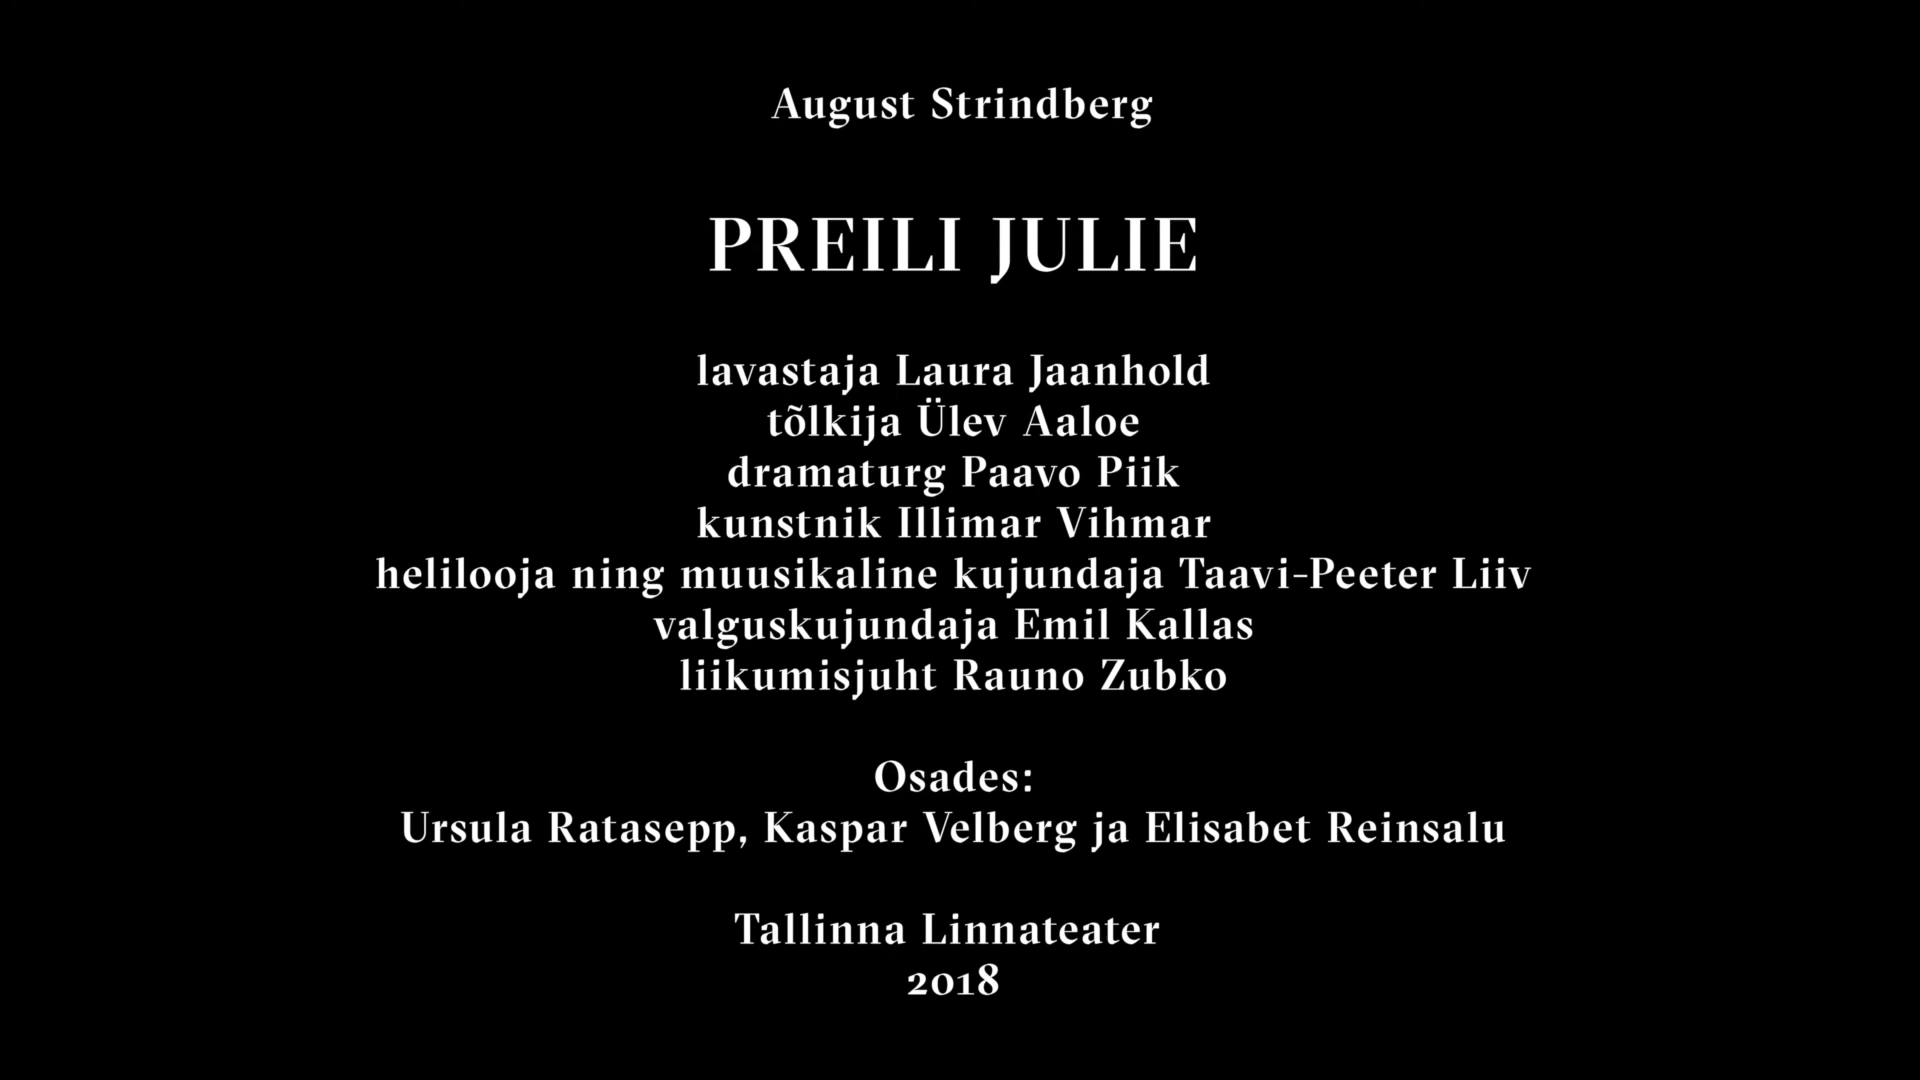 August Strindberg
PREILI JULIE
lavastaja Laura Jaanhold
tõlkija Ülev Aaloe
dramaturg Paavo Piik
kunstnik Illimar Vihmar
helilooja ning muusikaline kujundaja Taavi-Peeter Liiv
valguskujundaja Emil Kallas
liikumisjuht Rauno Zubko
Osades:
Ursula Ratasepp, Kaspar Velberg ja Elisabet Reinsalu
Tallinna Linnateater
2018